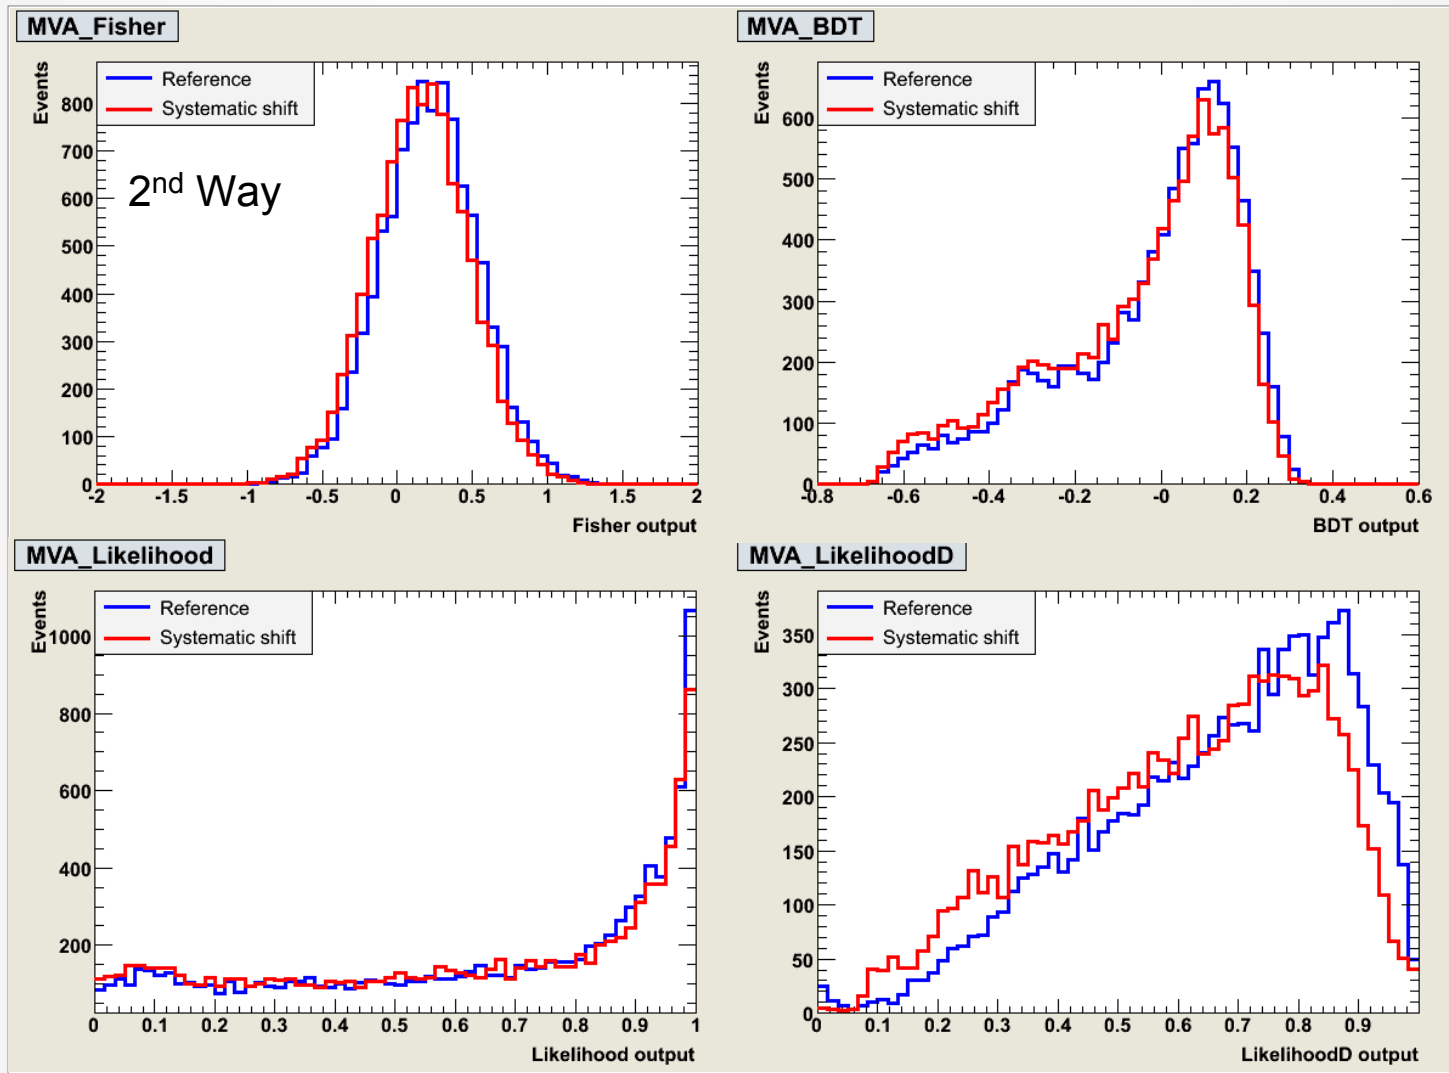 MVA_Fisher
Events
Reference
Systematic shift
2nd Way
800
700
600
500
400
300
200
100
0
-2 -1.5 -1 -0.5 0 0.5 1 1.5 2
Fisher output
MVA_BDT
Events
Reference
Systematic shift
600
500
400
300
200
100
0
-0.8 -0.6 -0.4 -0.2 -0 0.2 0.4 0.6
BDT output
MVA_Likelihood
Events
Reference
Systematic shift
1000
800
600
400
200
0 0.1 0.2 0.3 0.4 0.5 0.6 0.7 0.8 0.9 1
Likelihood output
MVA_LikelihoodD
Events
Reference
Systematic shift
350
300
250
200
150
100
50
0
0 0.1 0.2 0.3 0.4 0.5 0.6 0.7 0.8 0.9
LikelihoodD output